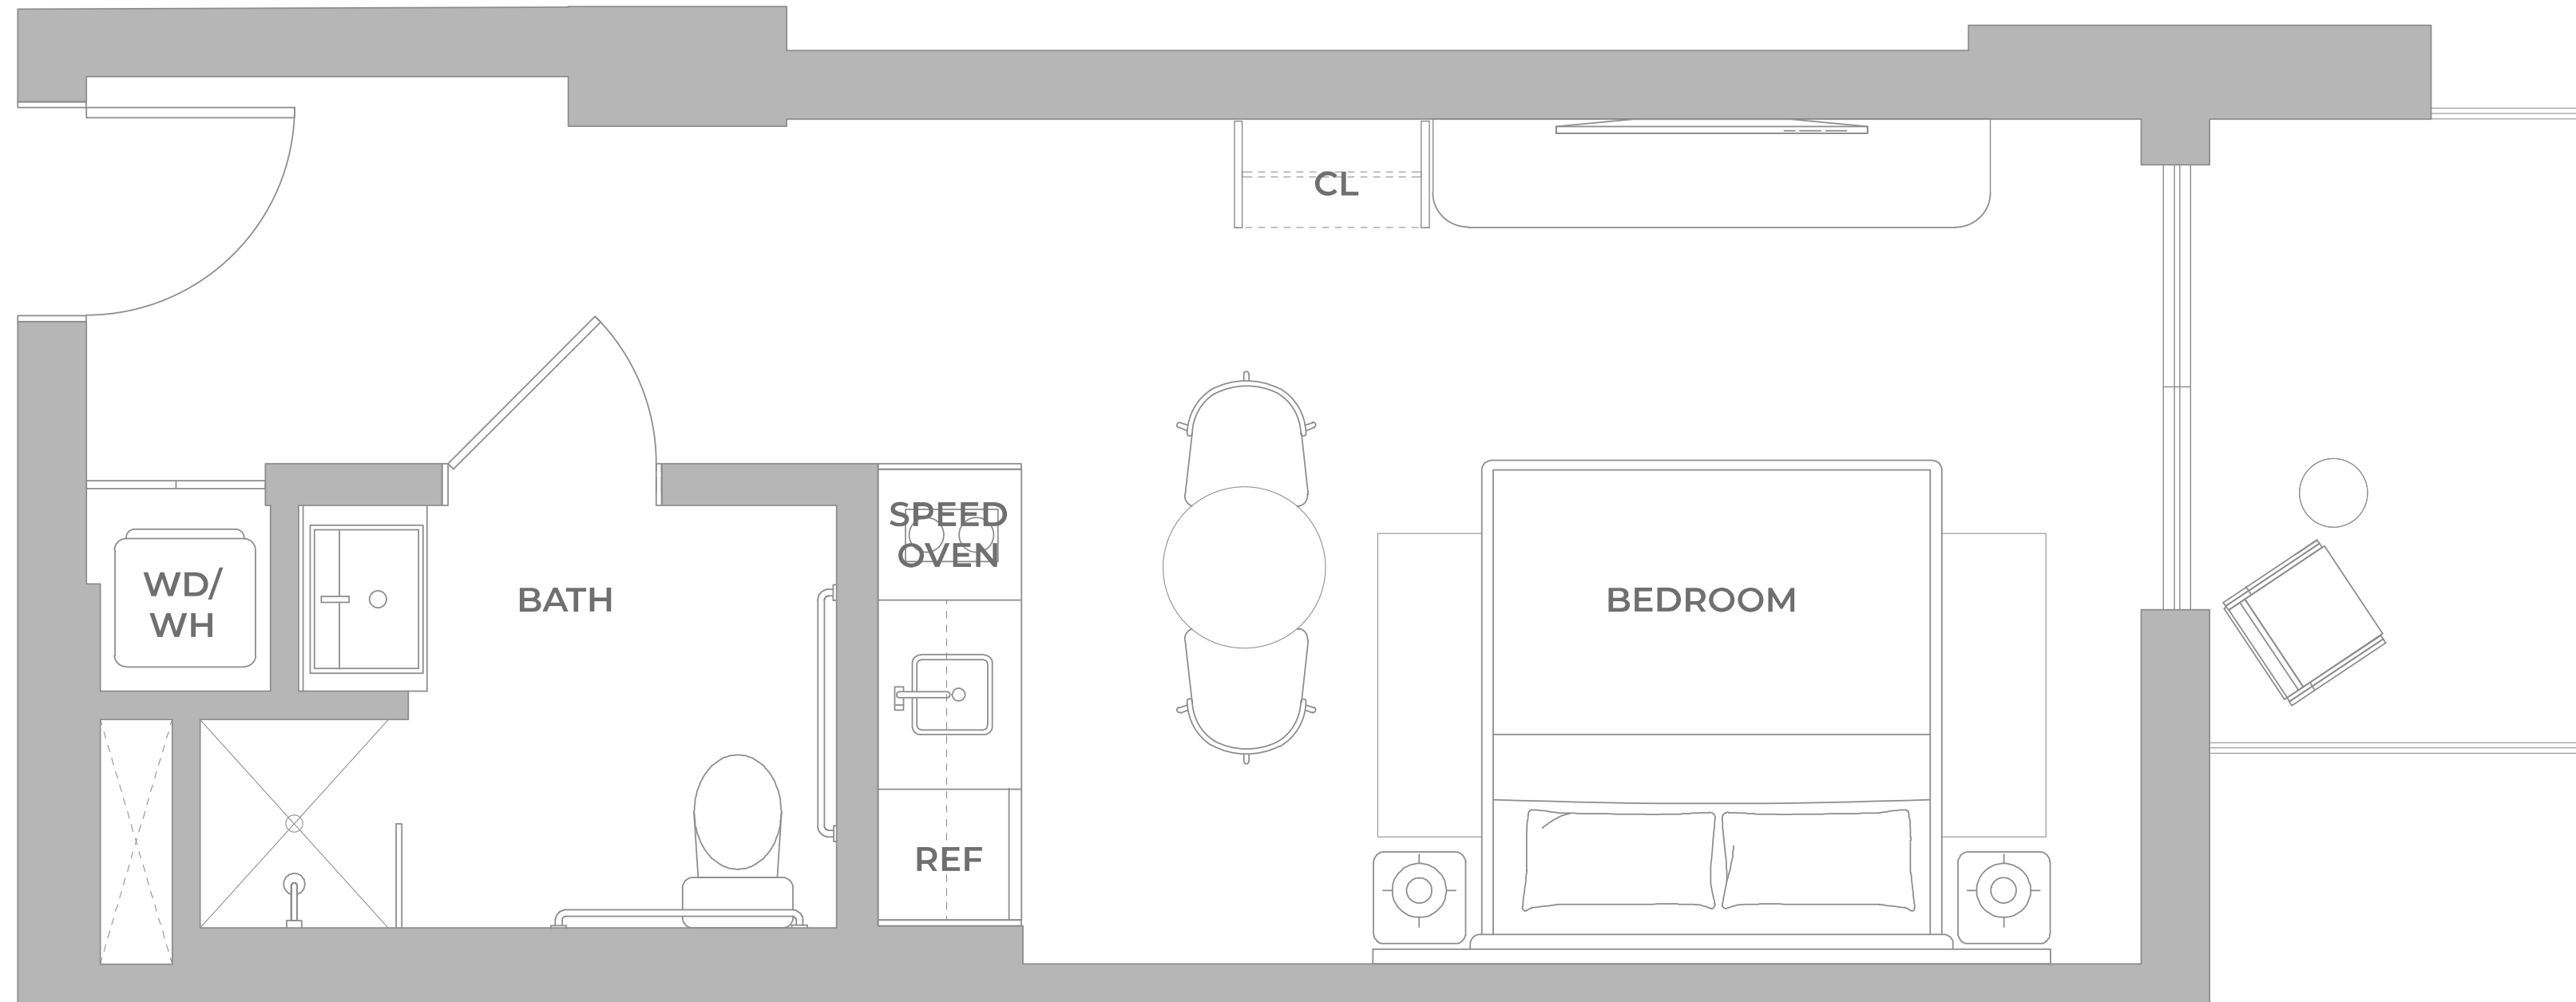 CL
SPEED
OVEN
WD/
WH
BATH
BEDROOM
REF